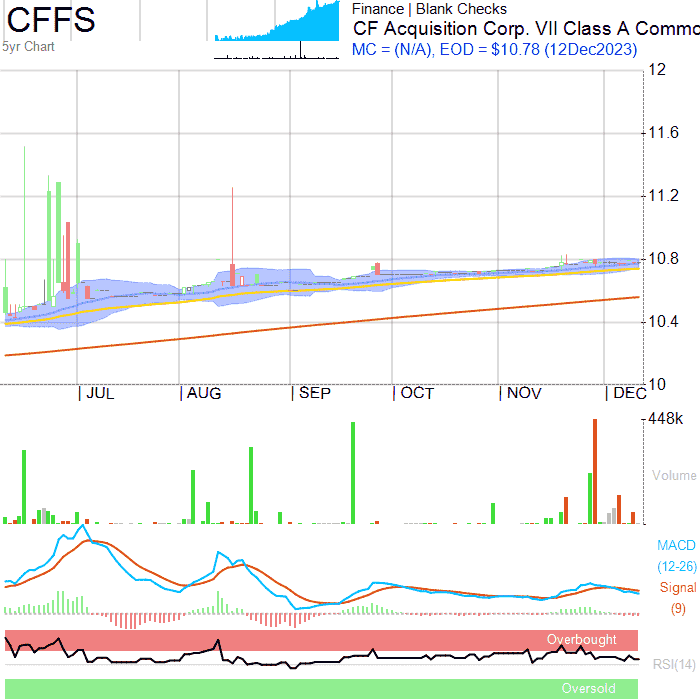 CFFS
5yr Chart
Finance | Blank Checks
CF Acquisition Corp. VII Class A Commo
MC = (N/A), EOD = $10.78 (12Dec2023)
12
11.6
11.2
10.8
10.4
10
JUL
AUG
SEP
OCT
NOV
DEC
448k
Volume
MACD
(12-26)
Signal
(9)
Overbought
RSI(14)
Oversold